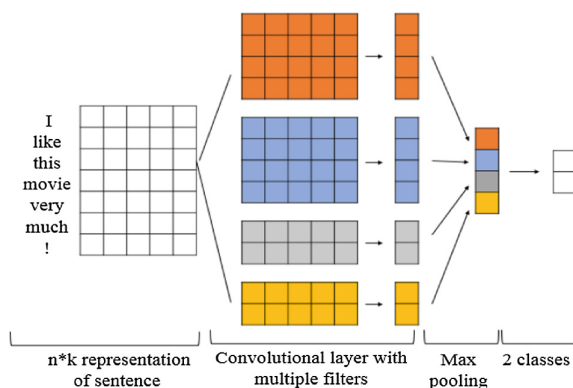 I
like
this
movie
very
much
!
n*k representation
of sentence
Convolutional layer with
multiple filters
Max
pooling
2 classes